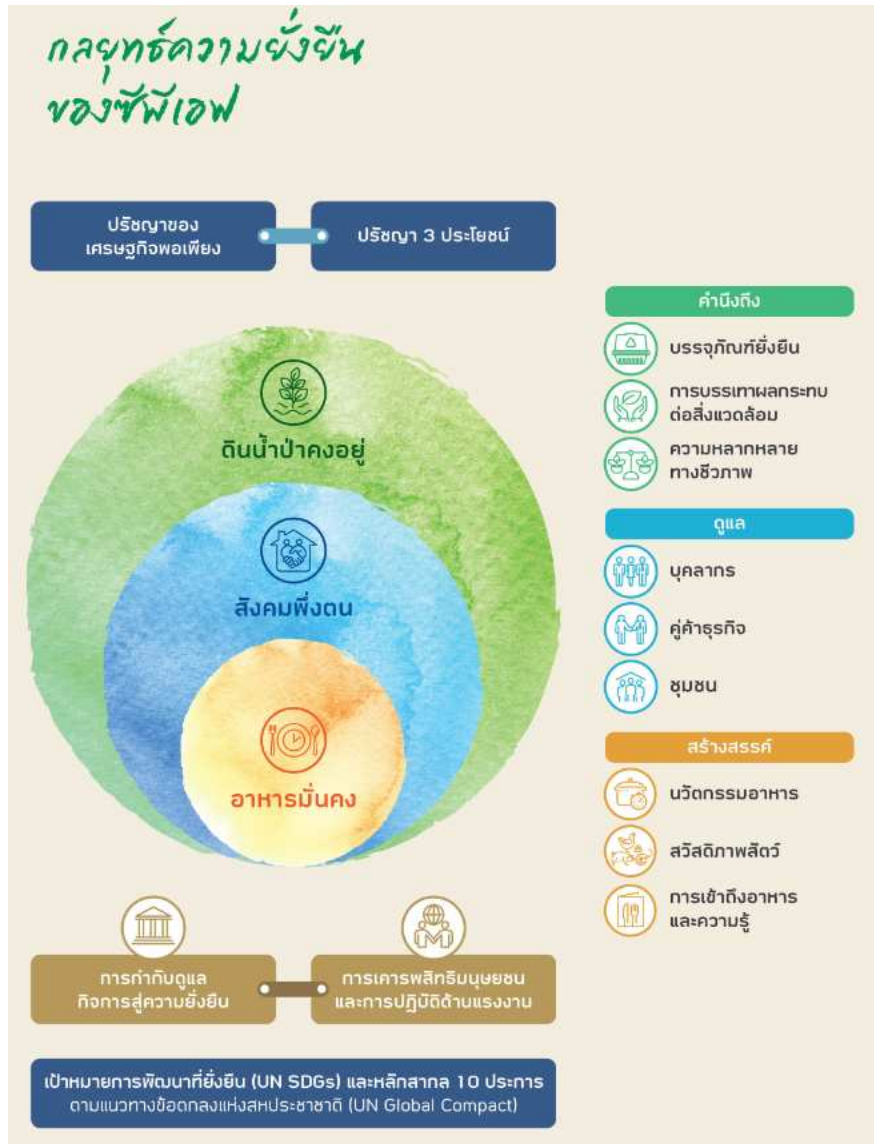 กลยุทธ์ความยั่งยืน
ของซีพีเอฟ
ปรัชญาของ
เศรษฐกิจพอเพียง
ปรัชญา 3 ประโยชน์
ดินน้ำป่าคงอยู่
สังคมพึ่งตน
อาหารมั่นคง
คำนึงถึง
บรรจุภัณฑ์ยั่งยืน
การบรรเทาผลกระทบ
ต่อสิ่งแวดล้อม
ความหลากหลาย
ทางชีวภาพ
ดูแล
บุคลากร
คู่ค้าธุรกิจ
ชุมชน
สร้างสรรค์
นวัตกรรมอาหาร
สวัสดิภาพสัตว์
การเข้าถึงอาหาร
และความรู้
การกำกับดูแล
กิจการสู่ความยั่งยืน
การเคารพสิทธิมนุษยชน
และการปฏิบัติด้านแรงงาน
เป้าหมายการพัฒนาที่ยั่งยืน (UN SDGs) และหลักสากล 10 ประการ
ตามแนวทางข้อตกลงแห่งสหประชาชาติ (UN Global Compact)